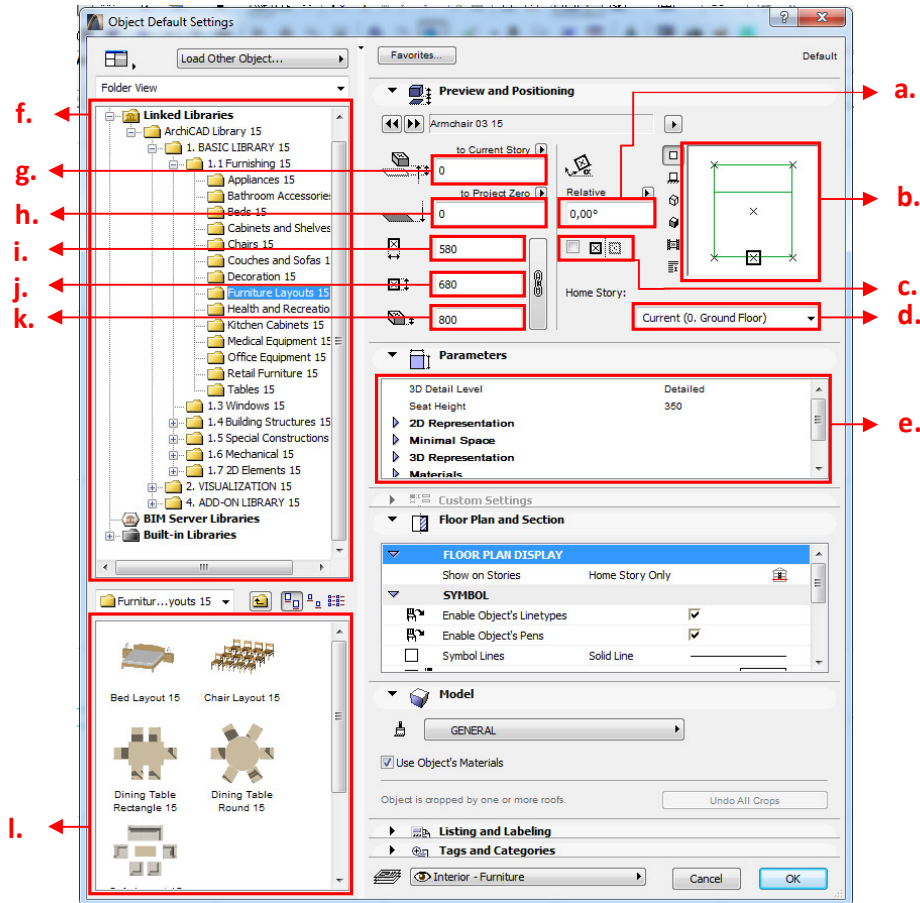 Object Default Settings
Load Other Object...
Folder View
Linked Libraries
ArchiCAD Library 15
1. BASIC LIBRARY 15
1.1 Furnishing 15
Appliances 15
Bathroom Accessories
Beds 15
Cabinets and Shelves
Chairs 15
Couches and Sofas 1
Decoration 15
Furniture Layouts 15
Health and Recreatio
Kitchen Cabinets 15
Medical Equipment 15
Office Equipment 15
Retail Furniture 15
Tables 15
1.3 Windows 15
1.4 Building Structures 15
1.5 Special Constructions
1.6 Mechanical 15
1.7 2D Elements 15
2. VISUALIZATION 15
4. ADD-ON LIBRARY 15
BIM Server Libraries
Built-in Libraries
Furnitur...youts 15
Bed Layout 15
Chair Layout 15
Dining Table
Rectangle 15
Dining Table
Round 15
f.
g.
h.
i.
j.
k.
l.
Favorites...
Default
Preview and Positioning
Armchair 03 15
to Current Story
0
to Project Zero
0
580
680
800
Relative
0,00°
Home Story:
Current (0. Ground Floor)
Parameters
3D Detail Level Detailed
Seat Height 350
2D Representation
Minimal Space
3D Representation
Materials
Custom Settings
Floor Plan and Section
FLOOR PLAN DISPLAY
Show on Stories Home Story Only
SYMBOL
Enable Object's Linetypes
Enable Object's Pens
Symbol Lines Solid Line
Model
GENERAL
Use Object's Materials
Object is cropped by one or more roofs.
Undo All Crops
Listing and Labeling
Tags and Categories
Interior - Furniture
Cancel
OK
a.
b.
c.
d.
e.